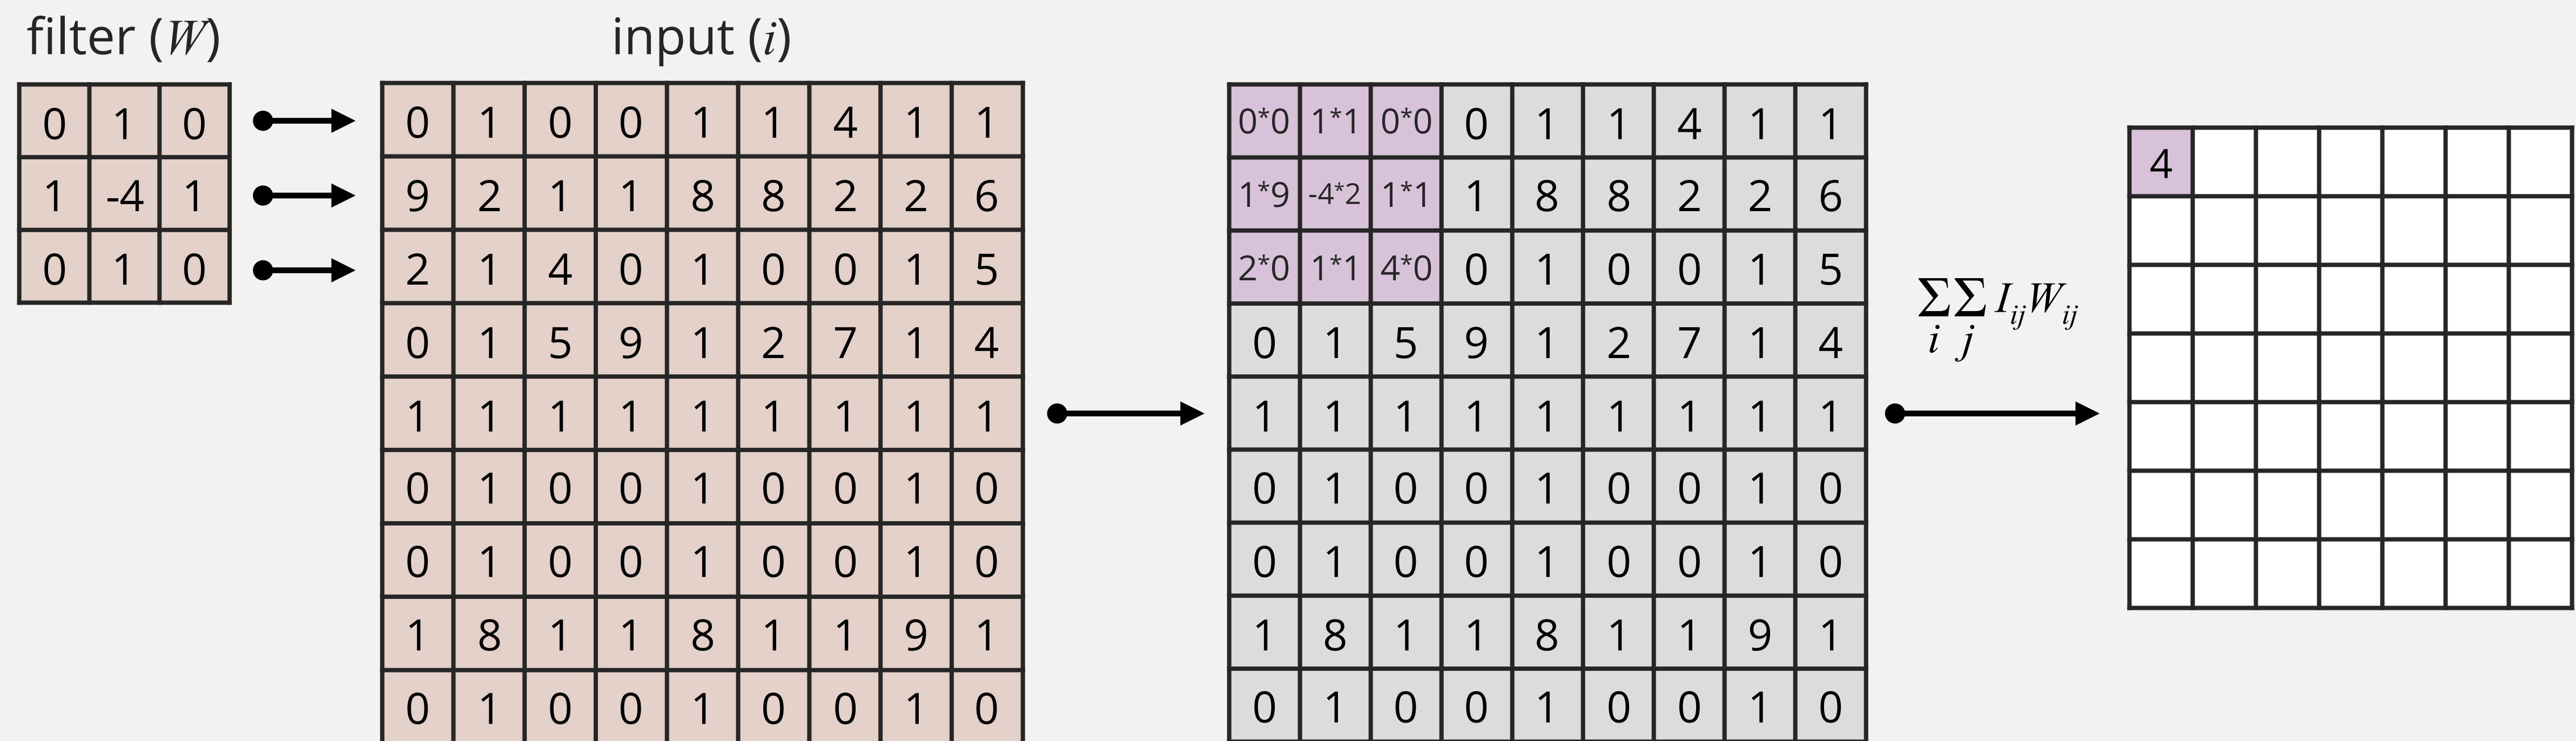 filter (W)
0 1 0
1 -4 1
0 1 0
input (i)
0 1 0 0 1 1 4 1 1
9 2 1 1 8 8 2 2 6
2 1 4 0 1 0 0 1 5
0 1 5 9 1 2 7 1 4
1 1 1 1 1 1 1 1 1
0 1 0 0 1 0 0 1 0
0 1 0 0 1 0 0 1 0
1 8 1 1 8 1 1 9 1
0 1 0 0 1 0 0 1 0
0*0 1*1 0*0 0 1 1 4 1 1
1*9 -4*2 1*1 1 8 8 2 2 6
2*0 1*1 4*0 0 1 0 0 1 5
0 1 5 9 1 2 7 1 4
1 1 1 1 1 1 1 1 1
0 1 0 0 1 0 0 1 0
0 1 0 0 1 0 0 1 0
1 8 1 1 8 1 1 9 1
0 1 0 0 1 0 0 1 0
∑∑ IijWij
i j
4